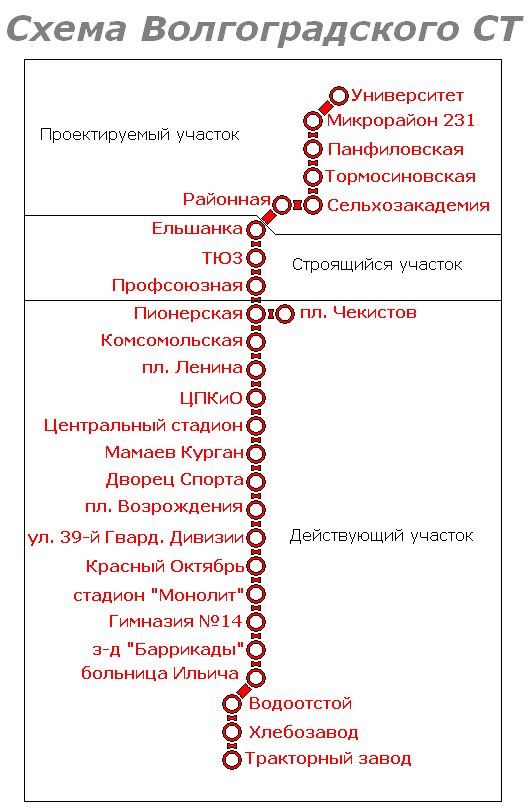 Схема Волгоградского СТ
Университет
Микрорайон 231
Проектируемый участок
Панфиловская
Тормосиновская
Районная
Сельхозакадемия
Ельшанка
ТЮЗ
Строящийся участок
Профсоюзная
Пионерская
пл. Чекистов
Комсомольская
пл. Ленина
ЦПКиО
Центральный стадион
Мамаев Курган
Дворец Спорта
пл. Возрождения
ул. 39-й Гвард. Дивизии
Действующий участок
Красный Октябрь
стадион "Монолит"
Гимназия №14
з-д "Баррикады"
больница Ильича
Водоотстой
Хлебозавод
Тракторный завод